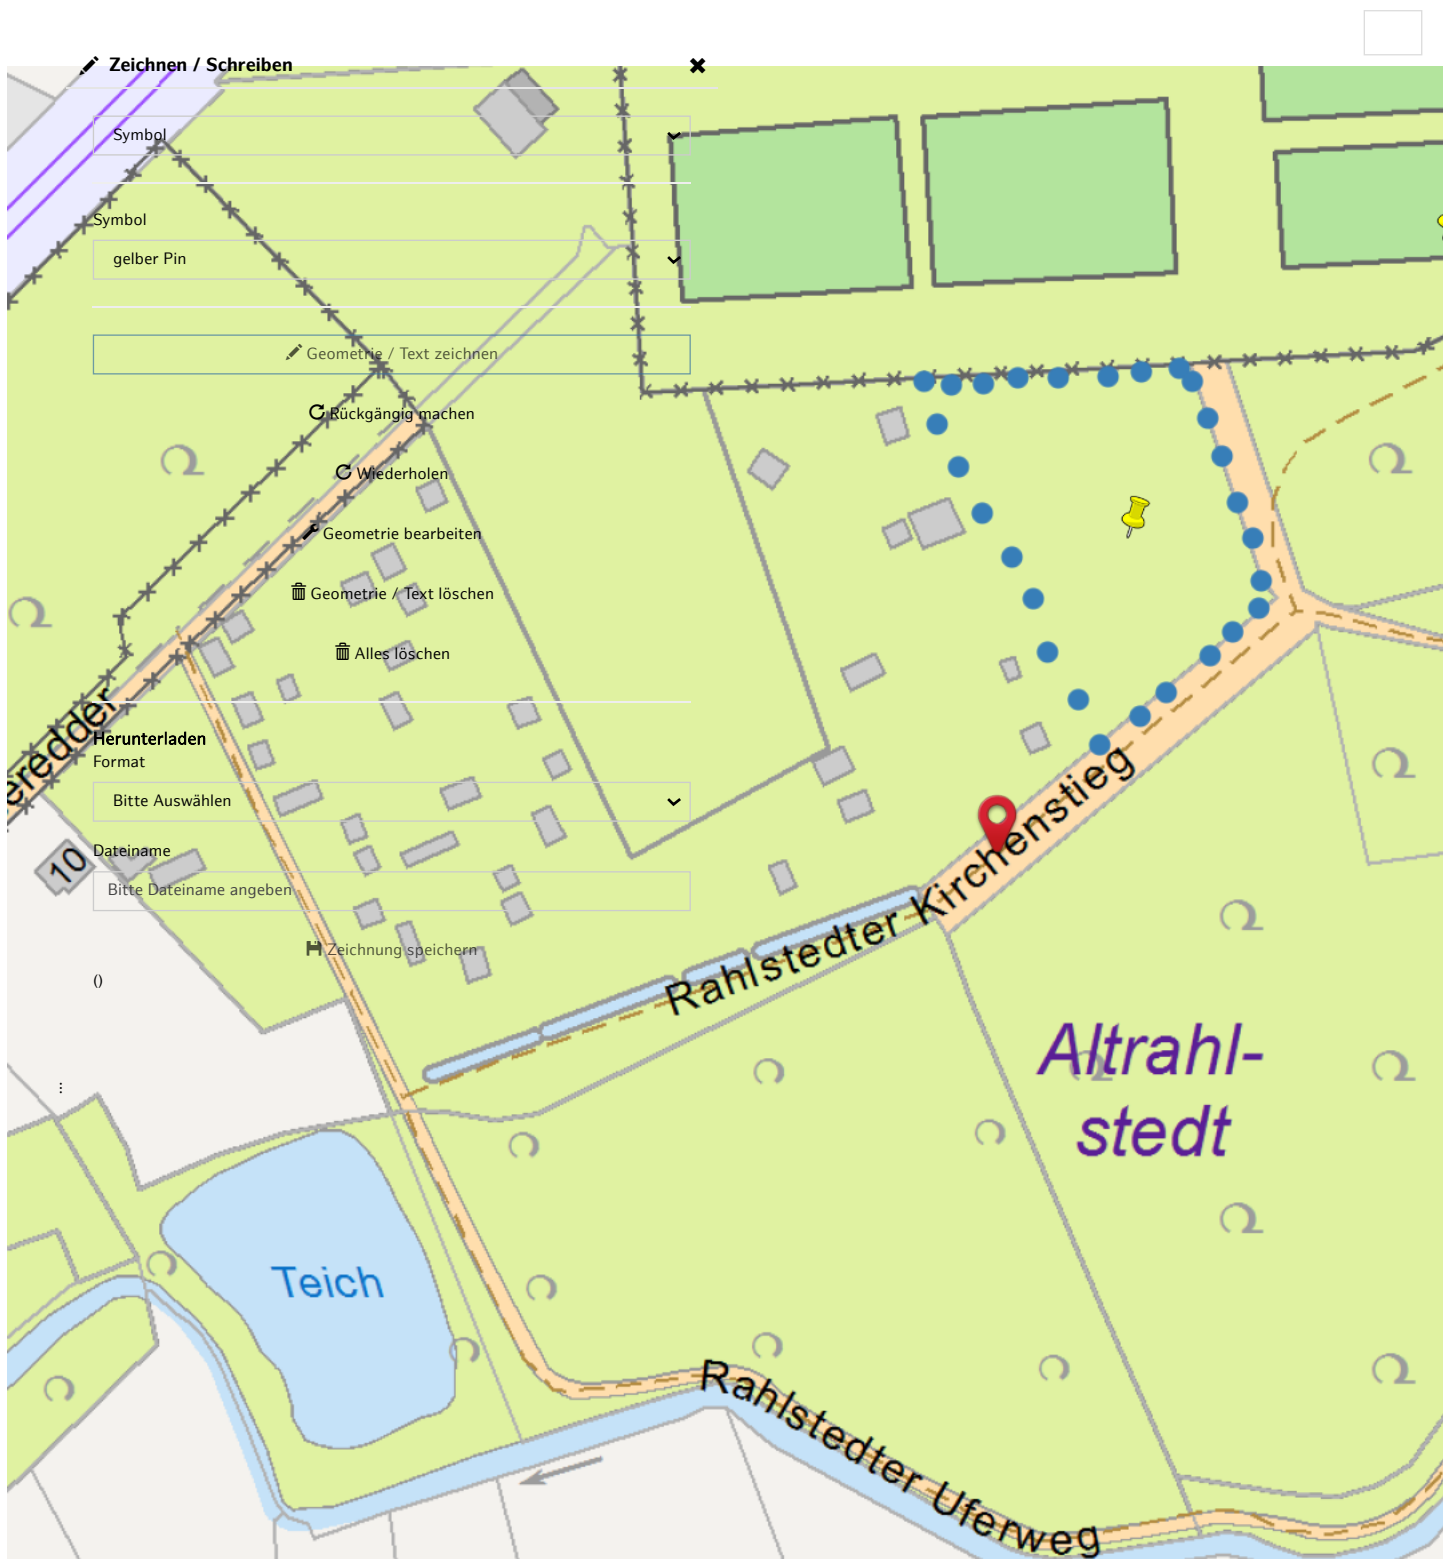 Zeichnen / Schreiben
Symbol
Symbol
gelber Pin
Geometrie / Text zeichnen
Rückgängig machen
Wiederholen
Geometrie bearbeiten
Geometrie / Text löschen
Alles löschen
eredder
Herunterladen
Format
Bitte Auswählen
Dateiname
10
Bitte Dateiname angeben
Zeichnung speichern
()
Rahlstedter Kirchenstieg
Altrahl-
stedt
Teich
Rahlstedter Uferweg